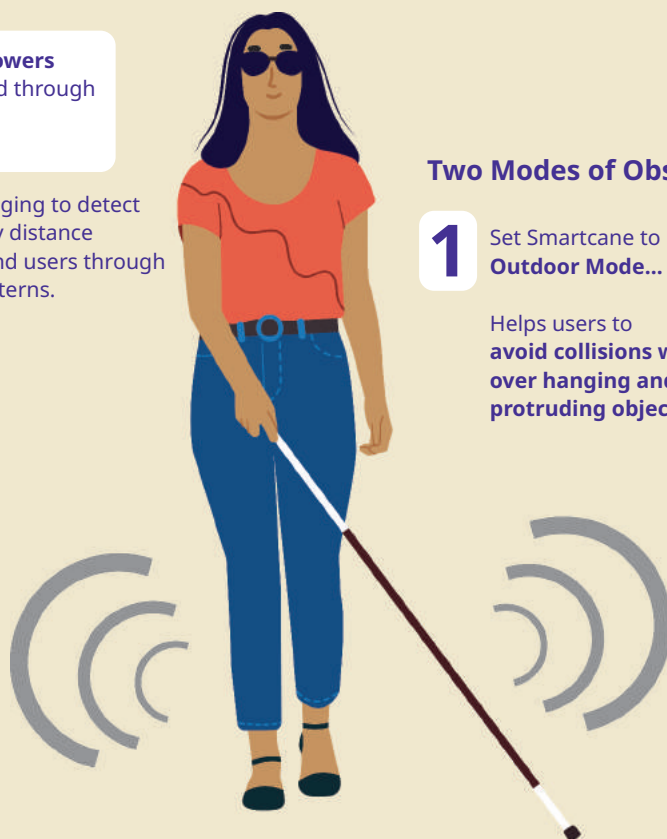 owers
d through
ging to detect
y distance
nd users through
terns.
Two Modes of Obs
1
Set Smartcane to
Outdoor Mode...
Helps users to
avoid collisions w
over hanging and
protruding objec